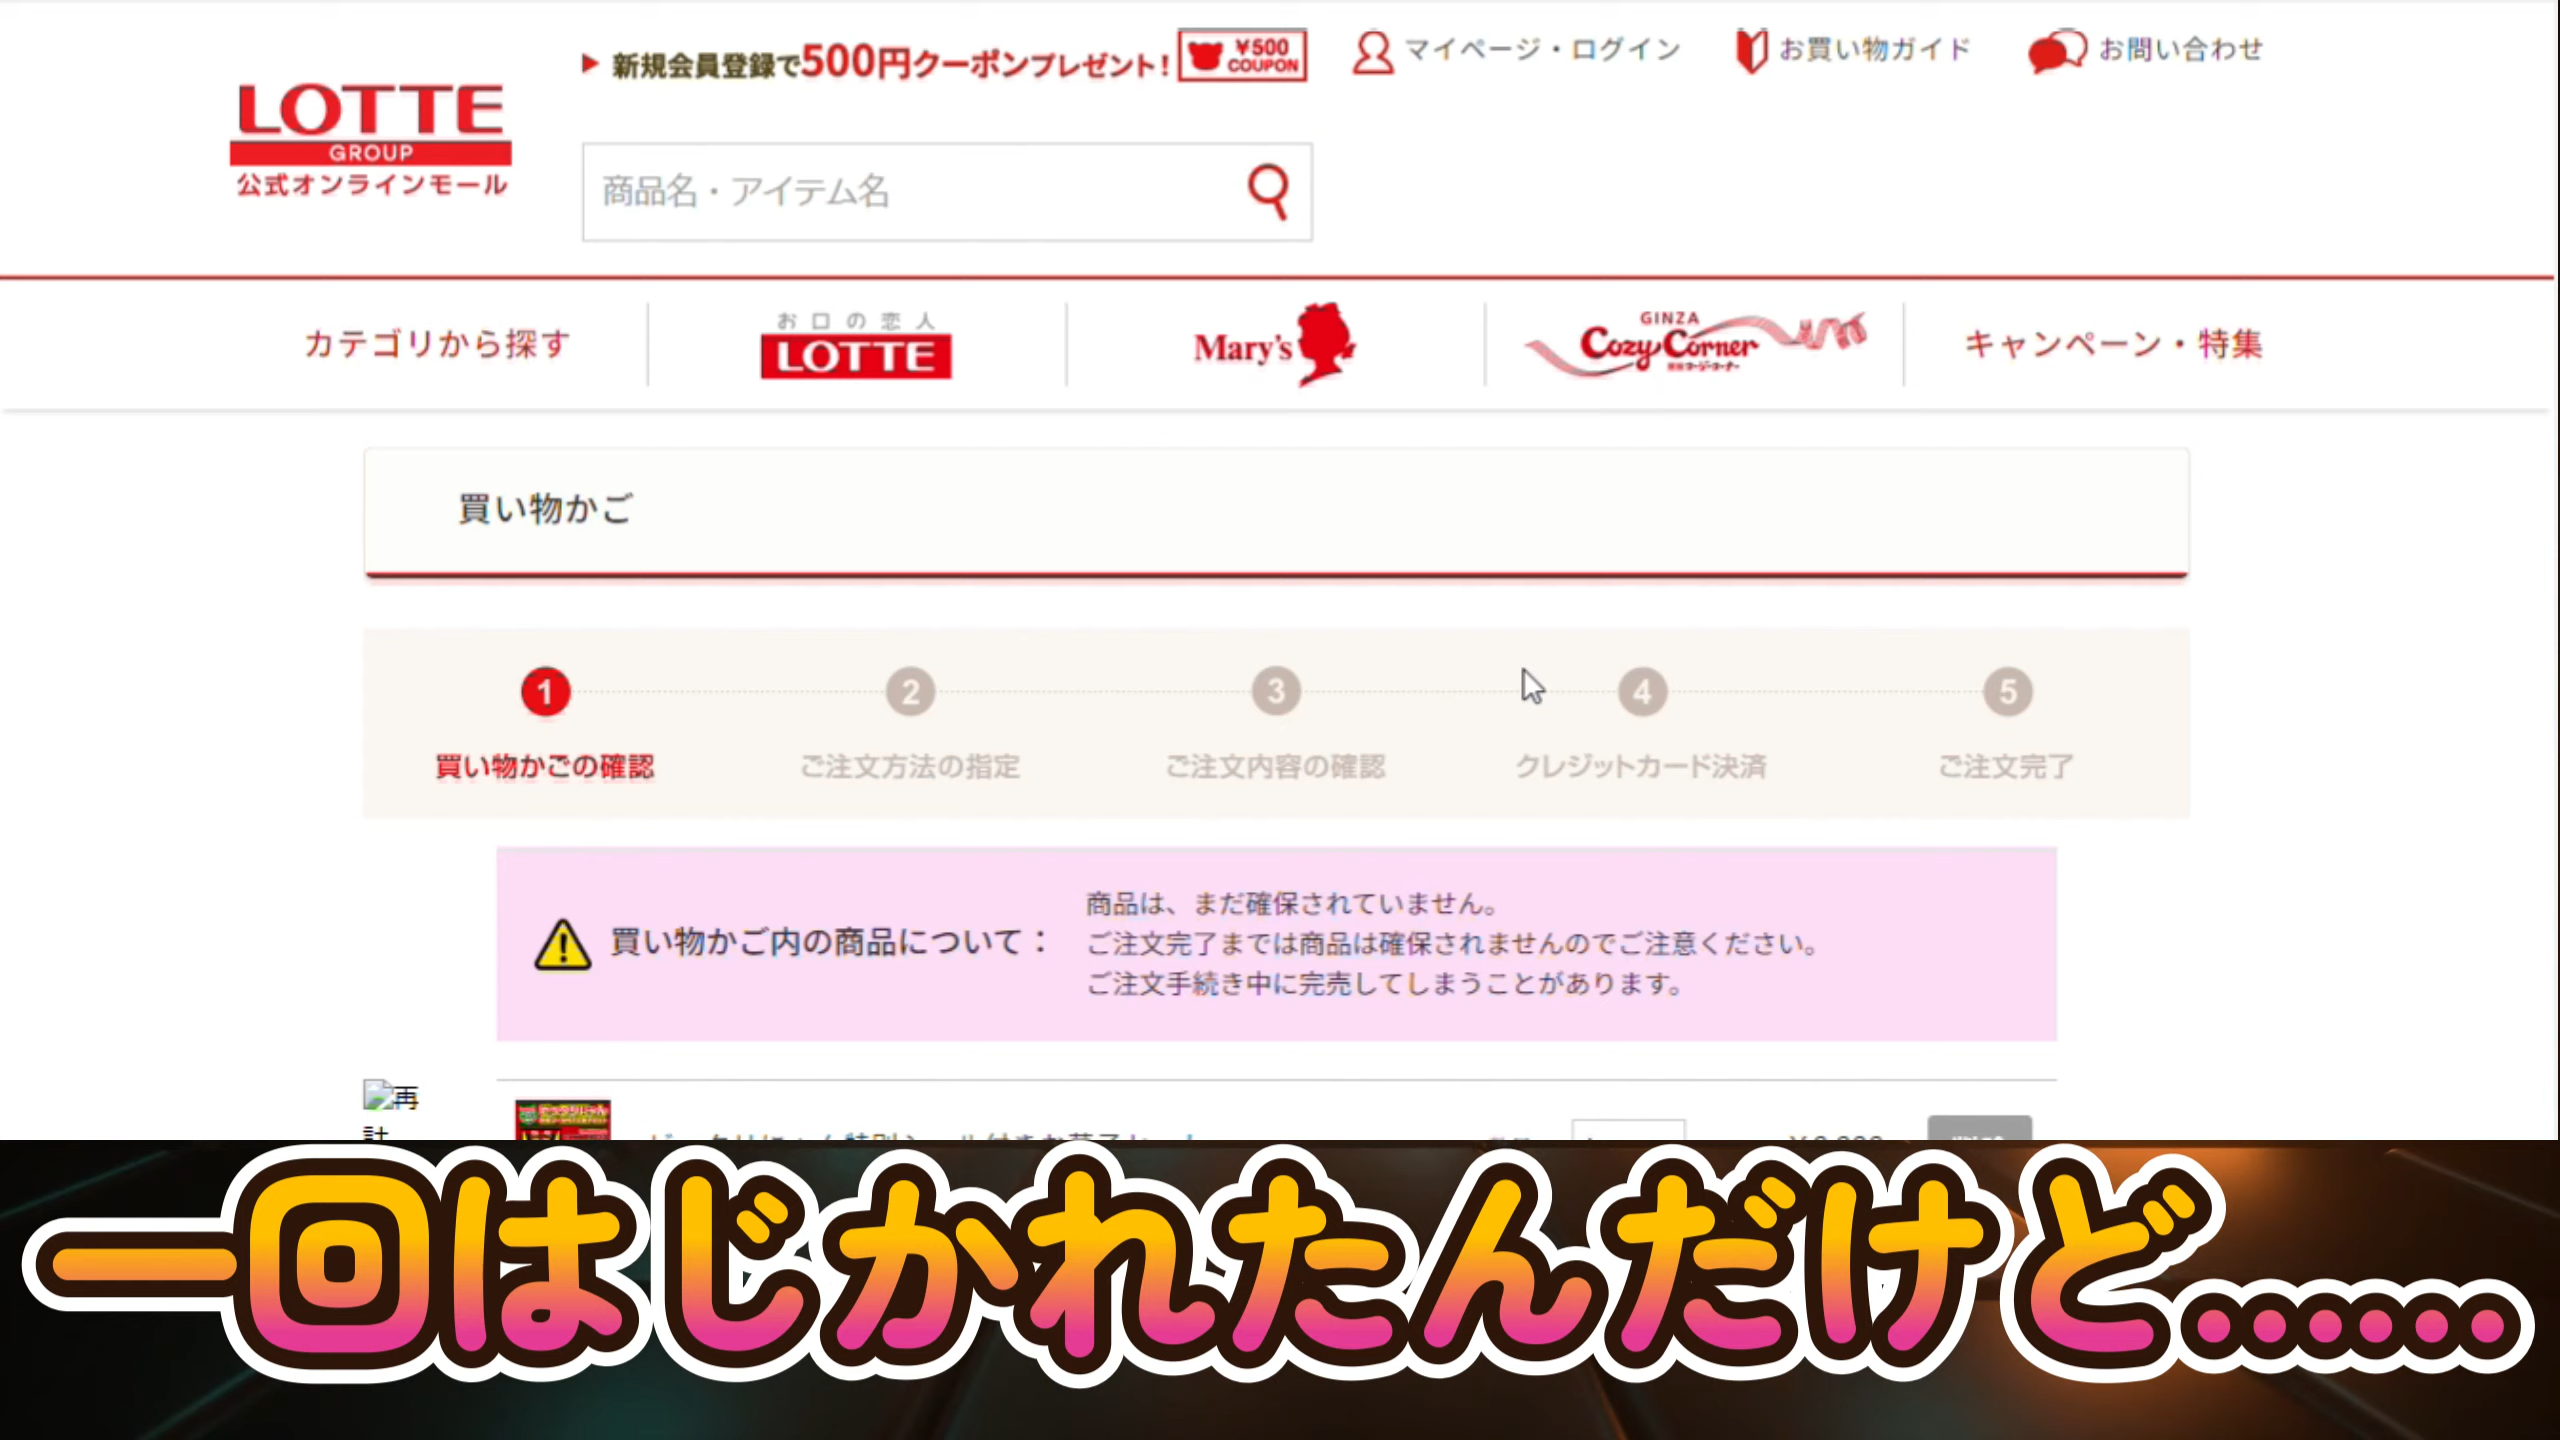 新規会員登録で500円クーポンプレゼント!
¥500
COUPON
マイページ・ログイン
お買い物ガイド
お問い合わせ
LOTTE
GROUP
公式オンラインモール
商品名・アイテム名
カテゴリから探す
お口の恋人
LOTTE
Mary's
GINZA
Cozy Corner
銀座コージーコーナー
キャンペーン・特集
買い物かご
1
2
3
4
5
買い物かごの確認
ご注文方法の指定
ご注文内容の確認
クレジットカード決済
ご注文完了
買い物かご内の商品について：
商品は、まだ確保されていません。
ご注文完了までは商品は確保されませんのでご注意ください。
ご注文手続き中に完売してしまうことがあります。
再
計
一回はじかれたんだけど……